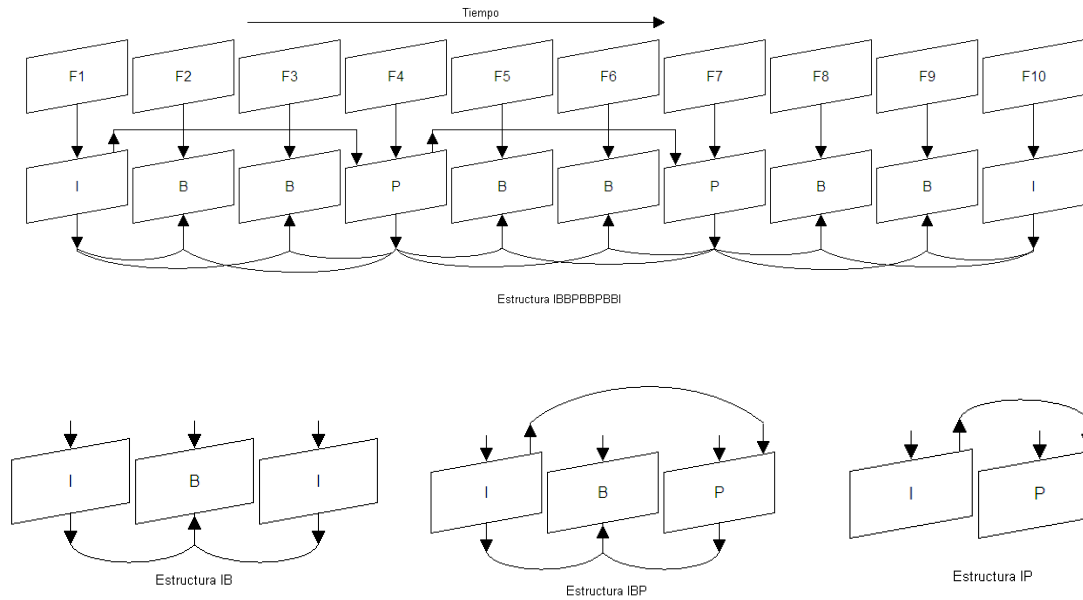 Tiempo
F1 F2 F3 F4 F5 F6 F7 F8 F9 F10
I B B P B B P B B I
Estructura IBBPBBPBBI
I B I
Estructura IB
I B P
Estructura IBP
I P
Estructura IP